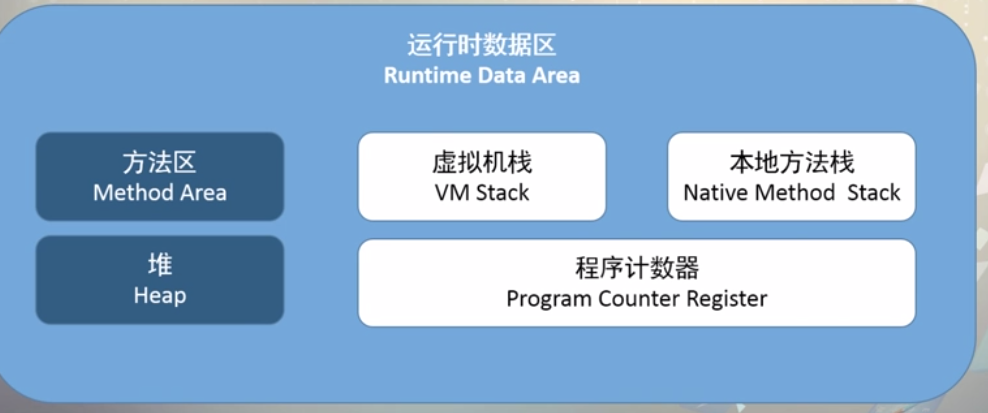 运行时数据区
Runtime Data Area
方法区
Method Area
虚拟机栈
VM Stack
本地方法栈
Native Method Stack
堆
Heap
程序计数器
Program Counter Register